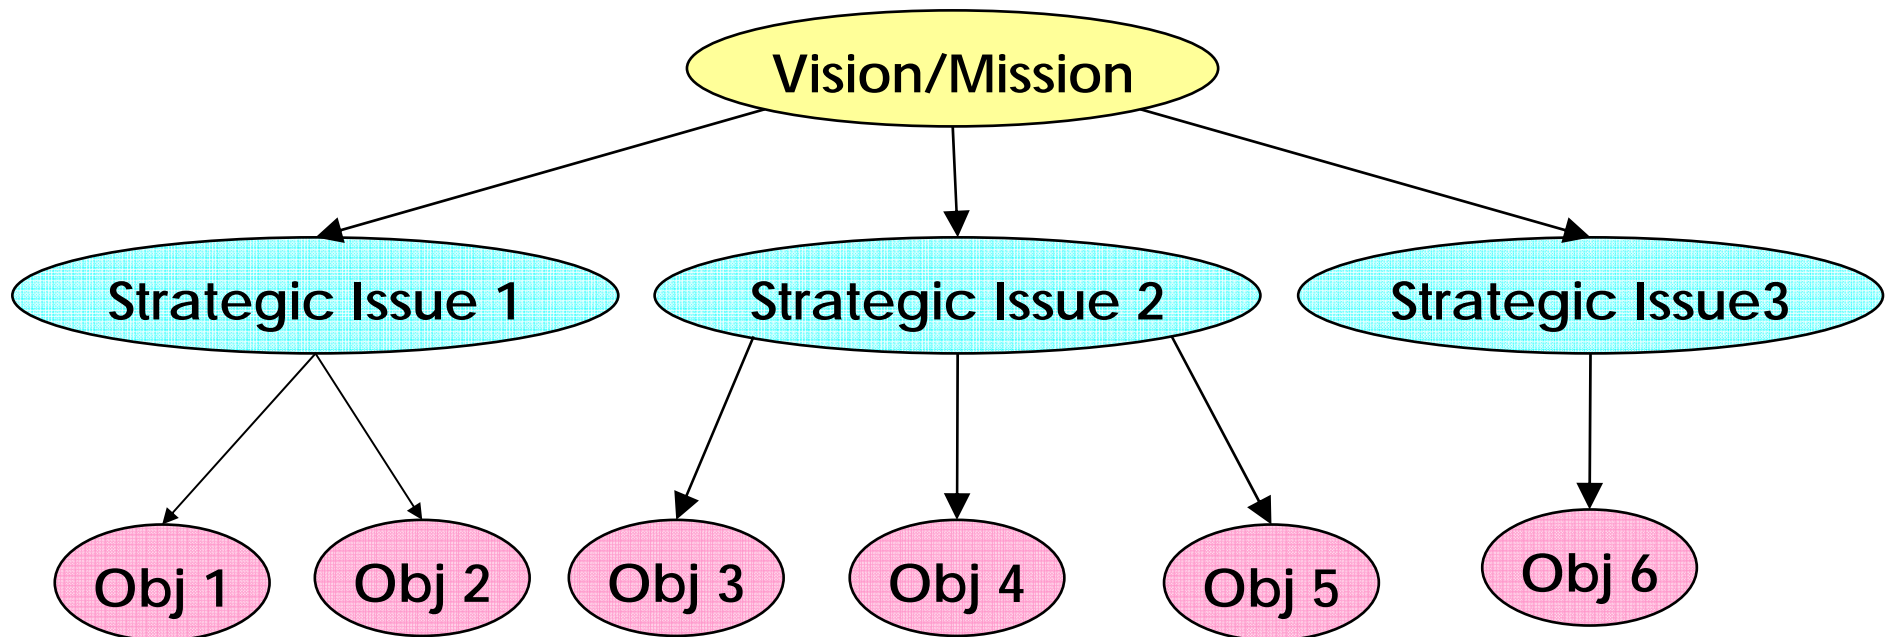 Vision/Mission
Strategic Issue 1
Strategic Issue 2
Strategic Issue3
Obj 1
Obj 2
Obj 3
Obj 4
Obj 5
Obj 6